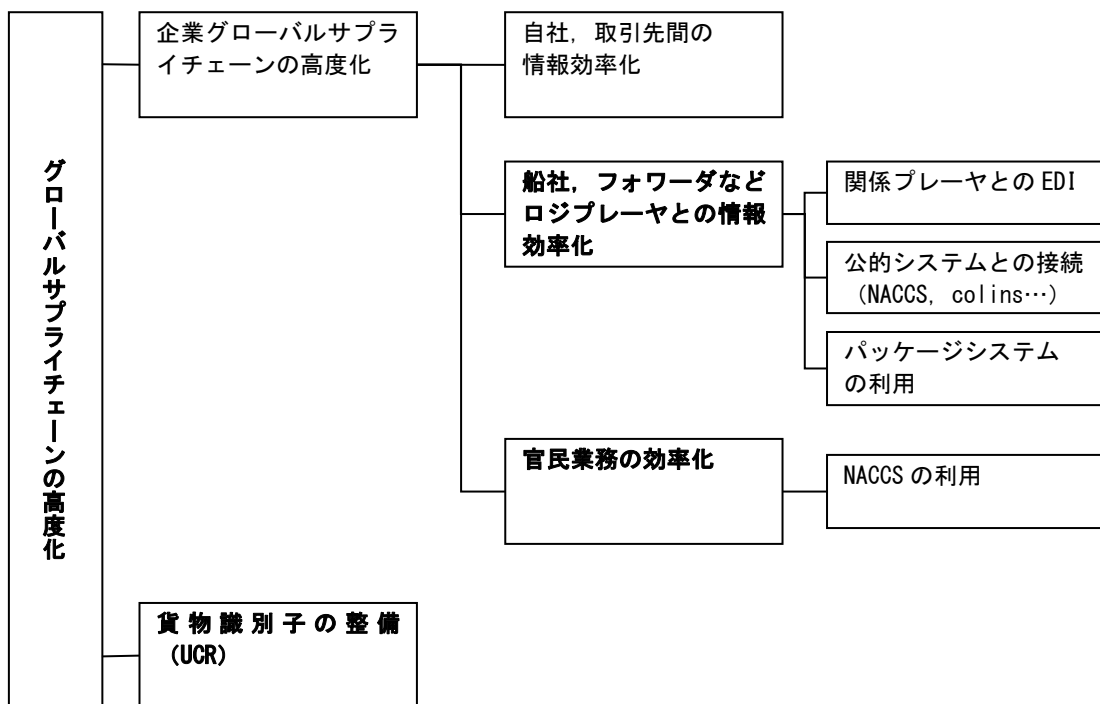 グローバルサプライチェーンの高度化
企業グローバルサプラ
イチェーンの高度化
自社，取引先間の
情報効率化
船社，フォワーダなど
ロジプレーヤとの情報
効率化
関係プレーヤとの EDI
公的システムとの接続
（NACCS, colins…）
パッケージシステム
の利用
官民業務の効率化
NACCS の利用
貨物識別子の整備
（UCR）